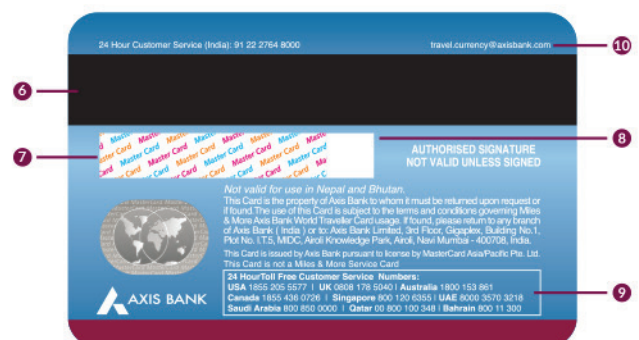 24 Hour Customer Service (India): 91 22 2764 8000
travel.currency@axisbank.com
10
6
8
7
AUTHORISED SIGNATURE
NOT VALID UNLESS SIGNED
Master Card Master Card Master Card
Not valid for use in Nepal and Bhutan.
This Card is the property of Axis Bank to whom it must be returned upon request or
if found. The use of this Card is subject to the terms and conditions governing Miles
& More Axis Bank World Traveller Card usage. If found, please return to any branch
of Axis Bank ( India ) or to: Axis Bank Limited, 3rd Floor, Gigaplex, Building No.1,
Plot No. I.T.5, MIDC, Airoli Knowledge Park, Airoli, Navi Mumbai - 400708, India.
This Card is issued by Axis Bank pursuant to license by MasterCard Asia/Pacific Pte. Ltd.
This Card is not a Miles & More Service Card
24 HourToll Free Customer Service Numbers:
USA 1855 205 5577 I UK 0808 178 5040 I Australia 1800 153 861
Canada 1855 436 0726 I Singapore 800 120 6355 I UAE 8000 3570 3218
Saudi Arabia 800 850 0000 I Qatar 00 800 100 348 I Bahrain 800 11 300
9
AXIS BANK